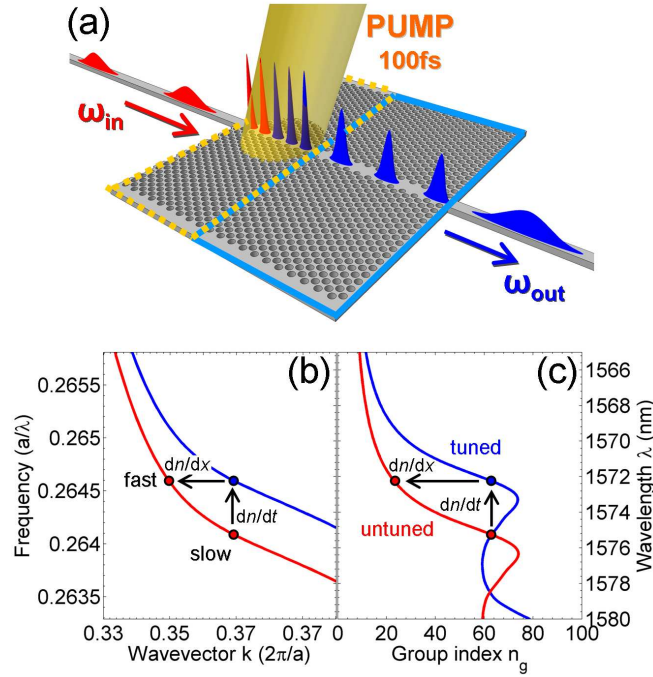 (a)
PUMP
100fs
ωin
ωout
(b)
(c)
Frequency (a/λ)
0.2655
0.265
0.2645
0.264
0.2635
fast
slow
dn/dx
dn/dt
0.33
0.35
0.37
0.37
Wavevector k (2π/a)
tuned
untuned
dn/dx
dn/dt
0
20
40
60
80
100
Group index ng
1566
1568
1570
1572
1574
1576
1578
1580
Wavelength λ (nm)